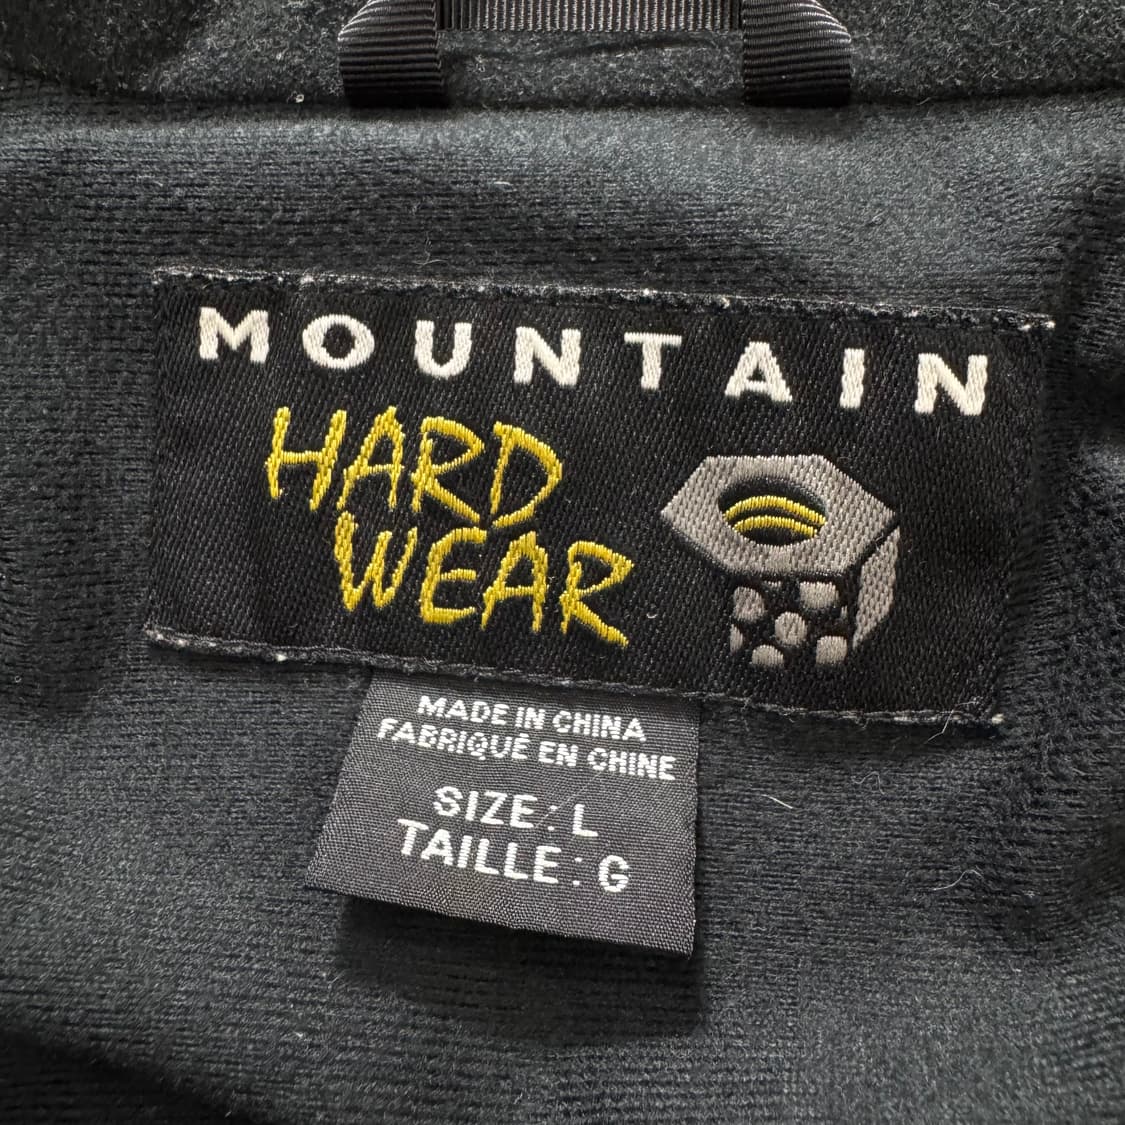 MOUNTAIN
HARD
WEAR
MADE IN CHINA
FABRIQUÉ EN CHINE
SIZE: L
TAILLE: G